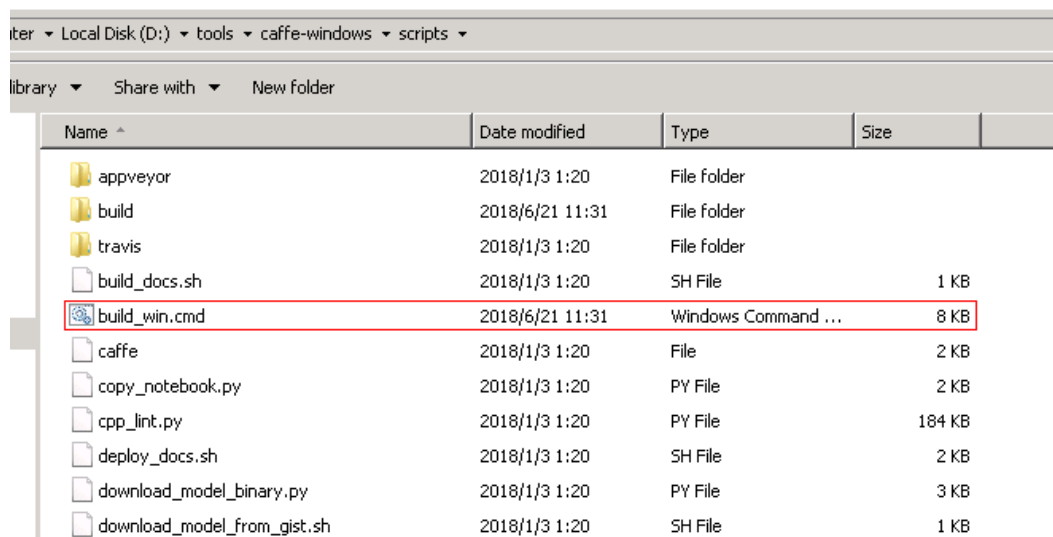 iter Local Disk (D:) tools caffe-windows scripts
library Share with New folder
Name Date modified Type Size
appveyor 2018/1/3 1:20 File folder
build 2018/6/21 11:31 File folder
travis 2018/1/3 1:20 File folder
build_docs.sh 2018/1/3 1:20 SH File 1 KB
build_win.cmd 2018/6/21 11:31 Windows Command ... 8 KB
caffe 2018/1/3 1:20 File 2 KB
copy_notebook.py 2018/1/3 1:20 PY File 2 KB
cpp_lint.py 2018/1/3 1:20 PY File 184 KB
deploy_docs.sh 2018/1/3 1:20 SH File 2 KB
download_model_binary.py 2018/1/3 1:20 PY File 3 KB
download_model_from_gist.sh 2018/1/3 1:20 SH File 1 KB